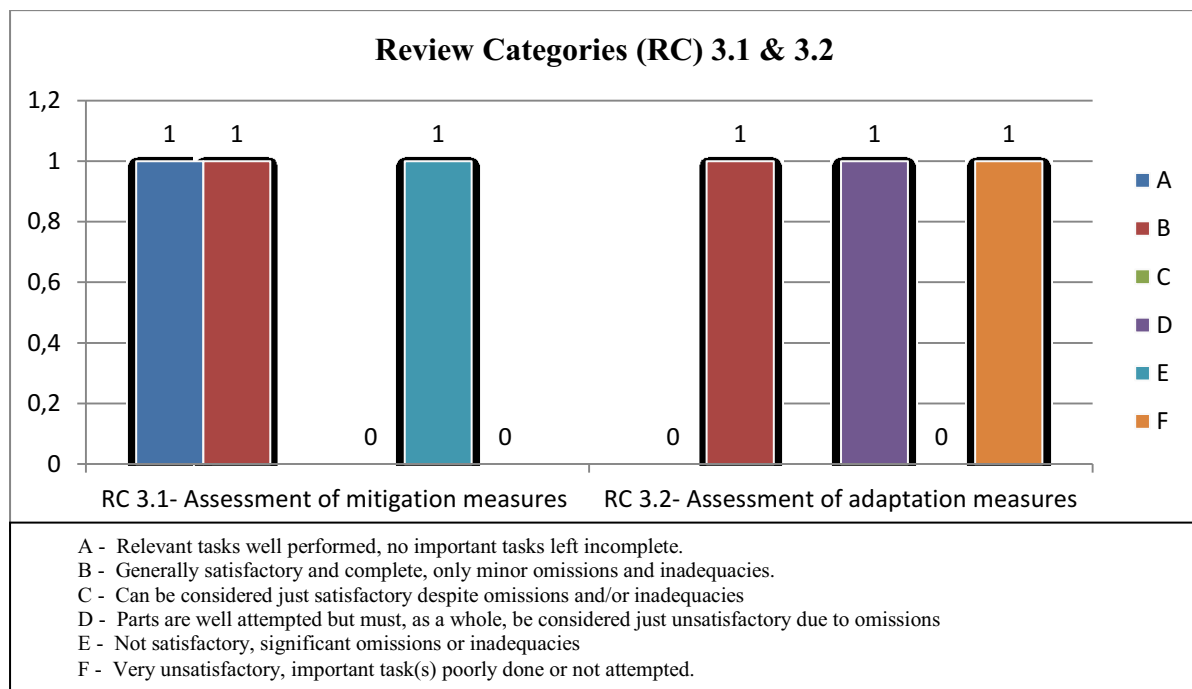 Review Categories (RC) 3.1 & 3.2
1,2
1
0,8
0,6
0,4
0,2
0
1 1 0 1 0 0 1 1 0 1
RC 3.1- Assessment of mitigation measures RC 3.2- Assessment of adaptation measures
A
B
C
D
E
F
A - Relevant tasks well performed, no important tasks left incomplete.
B - Generally satisfactory and complete, only minor omissions and inadequacies.
C - Can be considered just satisfactory despite omissions and/or inadequacies
D - Parts are well attempted but must, as a whole, be considered just unsatisfactory due to omissions
E - Not satisfactory, significant omissions or inadequacies
F - Very unsatisfactory, important task(s) poorly done or not attempted.